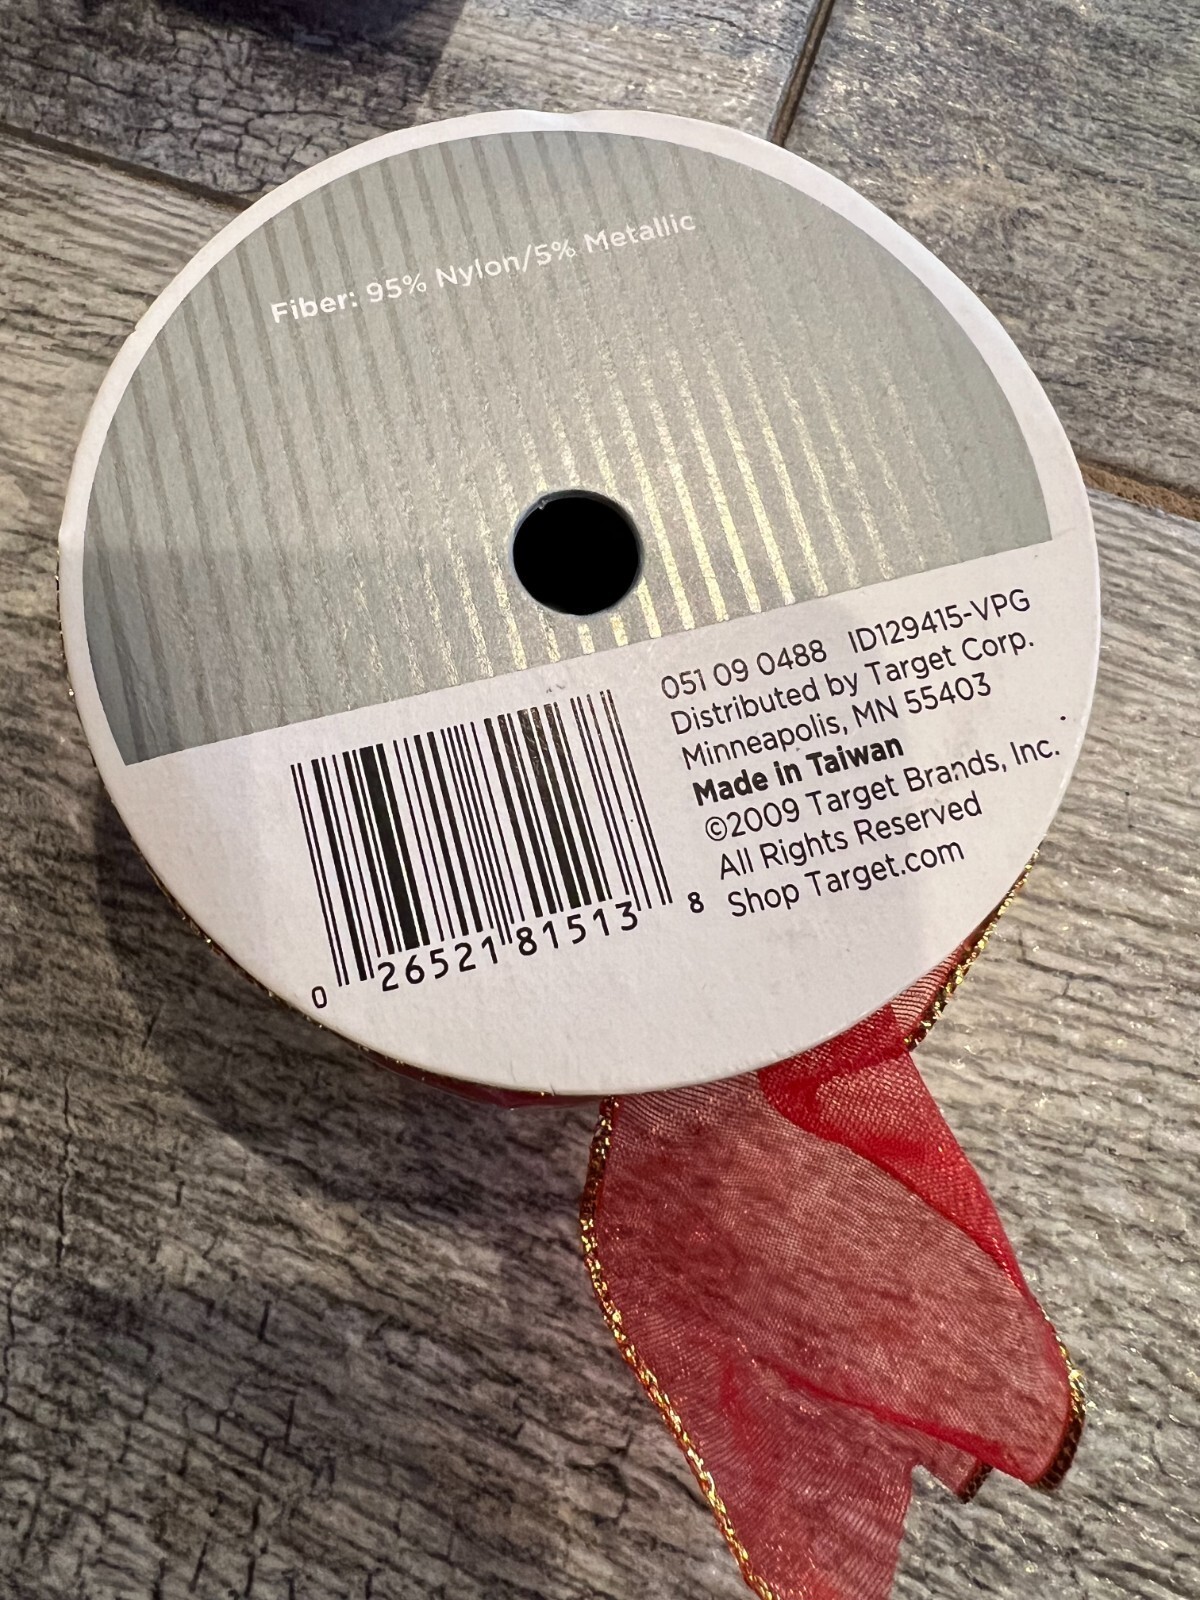 Fiber: 95% Nylon/5% Metallic
051 09 0488 ID129415-VPG
Distributed by Target Corp.
Minneapolis, MN 55403
Made in Taiwan
©2009 Target Brands, Inc.
All Rights Reserved
Shop Target.com
0 26521 81513 8